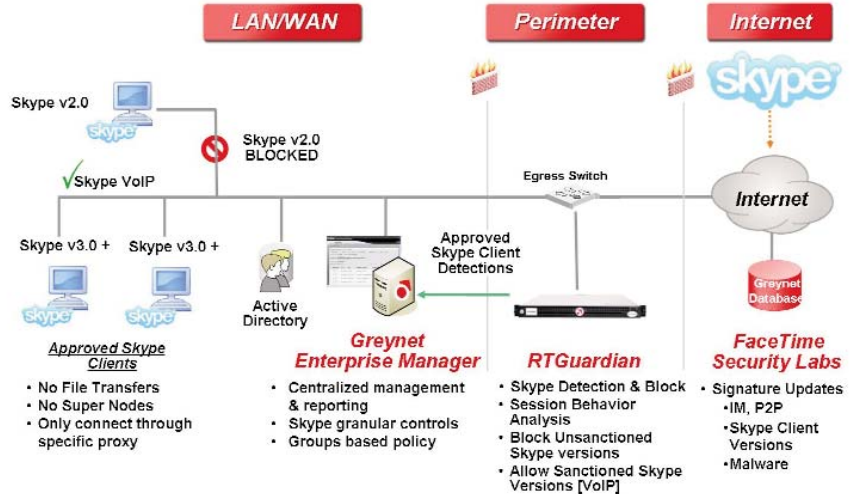 LAN/WAN
Perimeter
Internet
skype
Skype v2.0
skype
Skype v2.0
BLOCKED
Skype VoIP
Egress Switch
Internet
Skype v3.0 +
Skype v3.0 +
skype
skype
Active
Directory
Approved
Skype Client
Detections
Greynet
Database
Approved Skype
Clients
• No File Transfers
• No Super Nodes
• Only connect through
specific proxy
Greynet
Enterprise Manager
• Centralized management
& reporting
• Skype granular controls
• Groups based policy
RTGuardian
• Skype Detection & Block
• Session Behavior
Analysis
• Block Unsanctioned
Skype versions
• Allow Sanctioned Skype
Versions [VoIP]
FaceTime
Security Labs
• Signature Updates
•IM, P2P
•Skype Client
Versions
•Malware